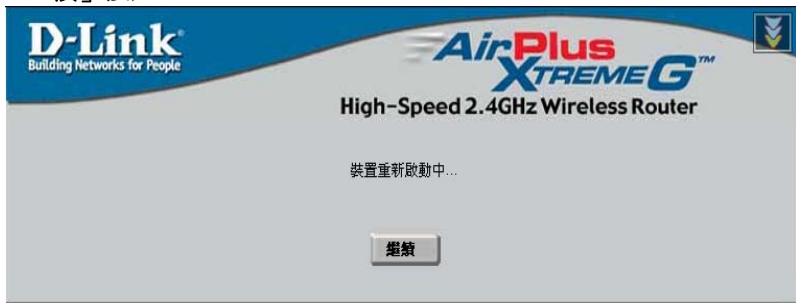 D-Link
Building Networks for People
AirPlus
XTREME G™
High-Speed 2.4GHz Wireless Router
裝置重新啟動中...
繼續